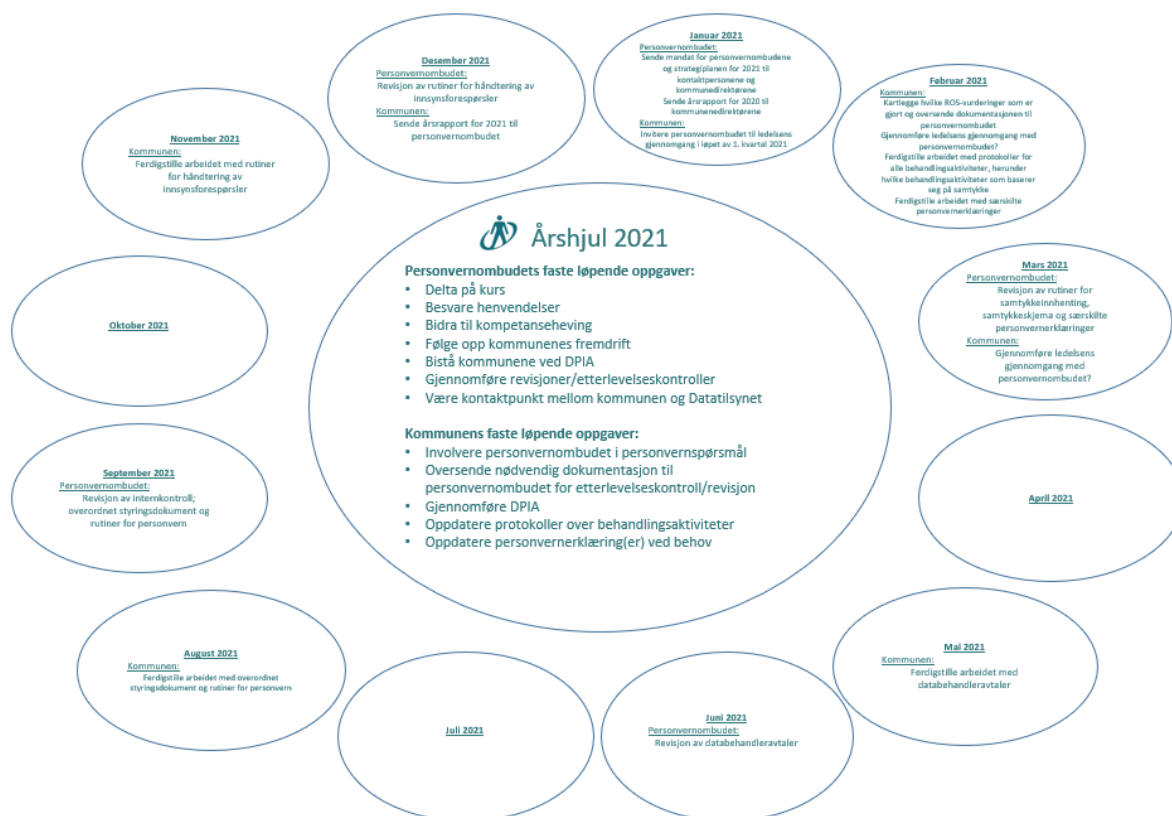 Årshjul 2021
Personvernombudets faste løpende oppgaver:
• Delta på kurs
• Besvare henvendelser
• Bidra til kompetanseheving
• Følge opp kommunenes fremdrift
• Bistå kommunene ved DPIA
• Gjennomføre revisjoner/etterlevelseskontroller
• Være kontaktpunkt mellom kommunen og Datatilsynet
Kommunens faste løpende oppgaver:
• Involvere personvernombudet i personvernspørsmål
• Oversende nødvendig dokumentasjon til
personvernombudet for etterlevelseskontroll/revisjon
• Gjennomføre DPIA
• Oppdatere protokoller over behandlingsaktiviteter
• Oppdatere personvernerklæring(er) ved behov
Januar 2021
Personvernombudet:
Sende mandat for personvernombudene
og strategiplanen for 2021 til
kontaktpersonene og
kommunedirektørene
Sende årsrapport for 2020 til
kommunenedirektørene
Kommunen:
Invitere personvernombudet til ledelsens
gjennomgang i løpet av 1. kvartal 2021
Februar 2021
Kommunen:
Kartlegge hvilke ROS-vurderinger som er
gjort og oversende dokumentasjonen til
personvernombudet
Gjennomføre ledelsens gjennomgang med
personvernombudet?
Ferdigstille arbeidet med protokoller for
alle behandlingsaktiviteter, herunder
hvilke behandlingsaktiviteter som baserer
seg på samtykke
Ferdigstille arbeidet med særskilte
personvernerklæringer
Mars 2021
Personvernombudet:
Revisjon av rutiner for
samtykkeinnhenting,
samtykkeskjema og særskilte
personvernerklæringer
Kommunen:
Gjennomføre ledelsens
gjennomgang med
personvernombudet?
April 2021
Mai 2021
Kommunen:
Ferdigstille arbeidet med
databehandleravtaler
Juni 2021
Personvernombudet:
Revisjon av databehandleravtaler
Juli 2021
August 2021
Kommunen:
Ferdigstille arbeidet med overordnet
styringsdokument og rutiner for personvern
September 2021
Personvernombudet:
Revisjon av internkontroll;
overordnet styringsdokument og
rutiner for personvern
Oktober 2021
November 2021
Kommunen:
Ferdigstille arbeidet med rutiner
for håndtering av
innsynsforespørsler
Desember 2021
Personvernombudet:
Revisjon av rutiner for håndtering av
innsynsforespørsler
Kommunen:
Sende årsrapport for 2021 til
personvernombudet